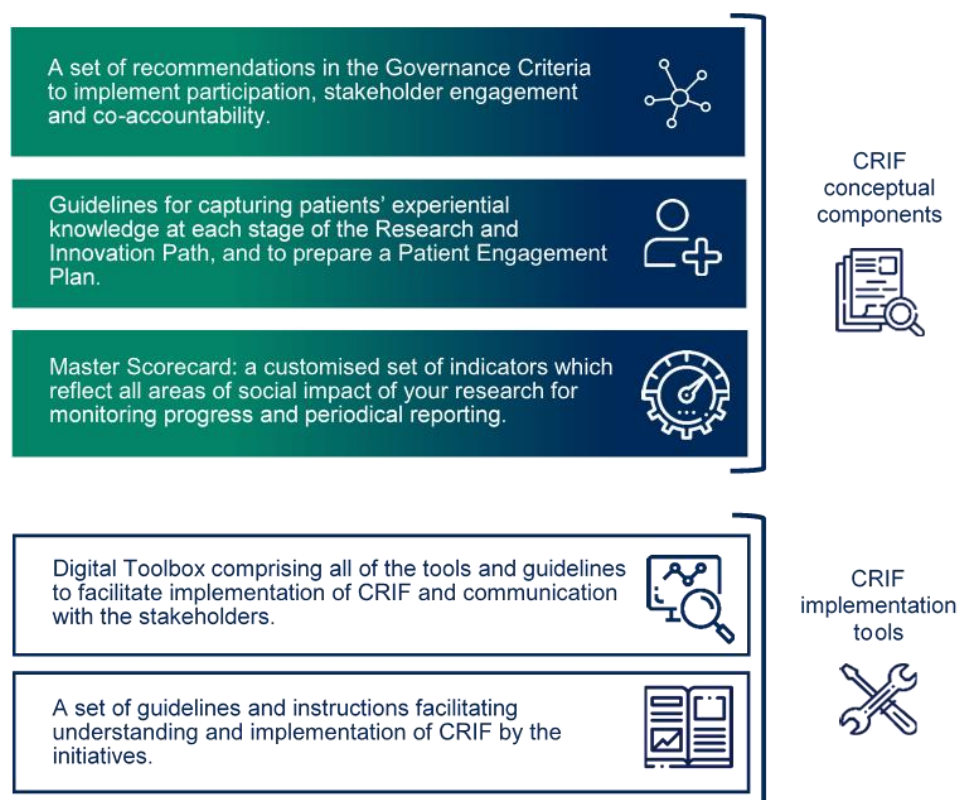 A set of recommendations in the Governance Criteria
to implement participation, stakeholder engagement
and co-accountability.
Guidelines for capturing patients’ experiential
knowledge at each stage of the Research and
Innovation Path, and to prepare a Patient Engagement
Plan.
Master Scorecard: a customised set of indicators which
reflect all areas of social impact of your research for
monitoring progress and periodical reporting.
CRIF
conceptual
components
Digital Toolbox comprising all of the tools and guidelines
to facilitate implementation of CRIF and communication
with the stakeholders.
A set of guidelines and instructions facilitating
understanding and implementation of CRIF by the
initiatives.
CRIF
implementation
tools